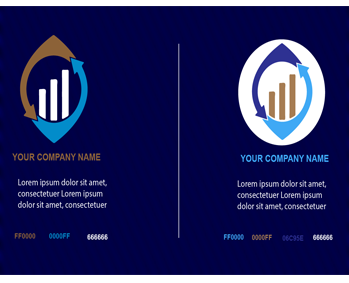 YOUR COMPANY NAME
Lorem ipsum dolor sit amet,
consectetuer Lorem ipsum
dolor sit amet, consectetuer
FF0000 0000FF 666666
YOUR COMPANY NAME
Lorem ipsum dolor sit amet,
consectetuer Lorem ipsum
dolor sit amet, consectetuer
FF0000 0000FF 06C95E 666666